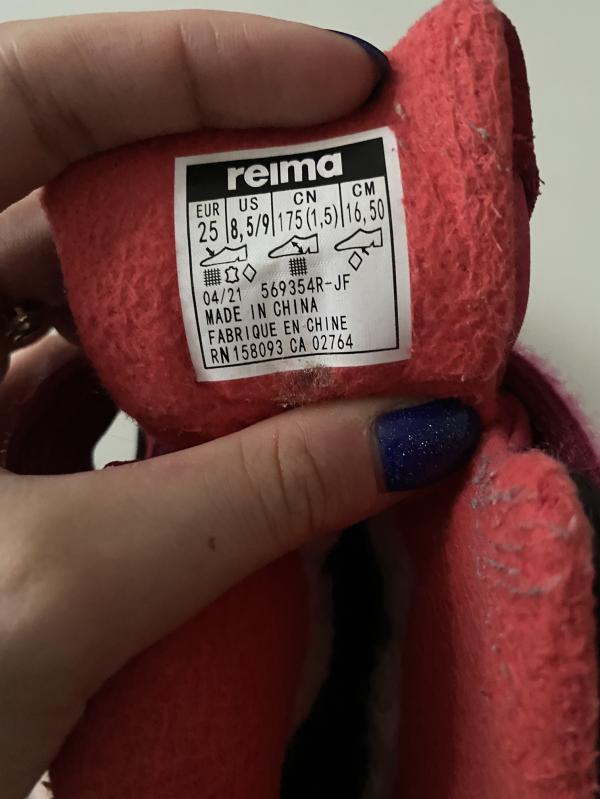 reima
EUR US CN CM
25 8,5/9 175(1,5) 16,50
04/21 569354R-JF
MADE IN CHINA
FABRIQUE EN CHINE
RN 158093 CA 02764